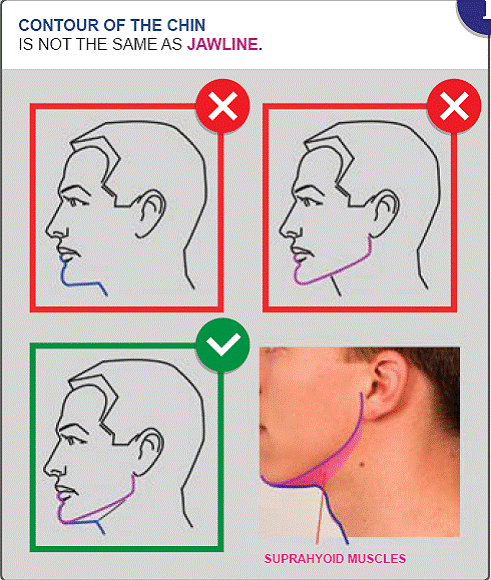 CONTOUR OF THE CHIN
IS NOT THE SAME AS JAWLINE.
SUPRAHYOID MUSCLES